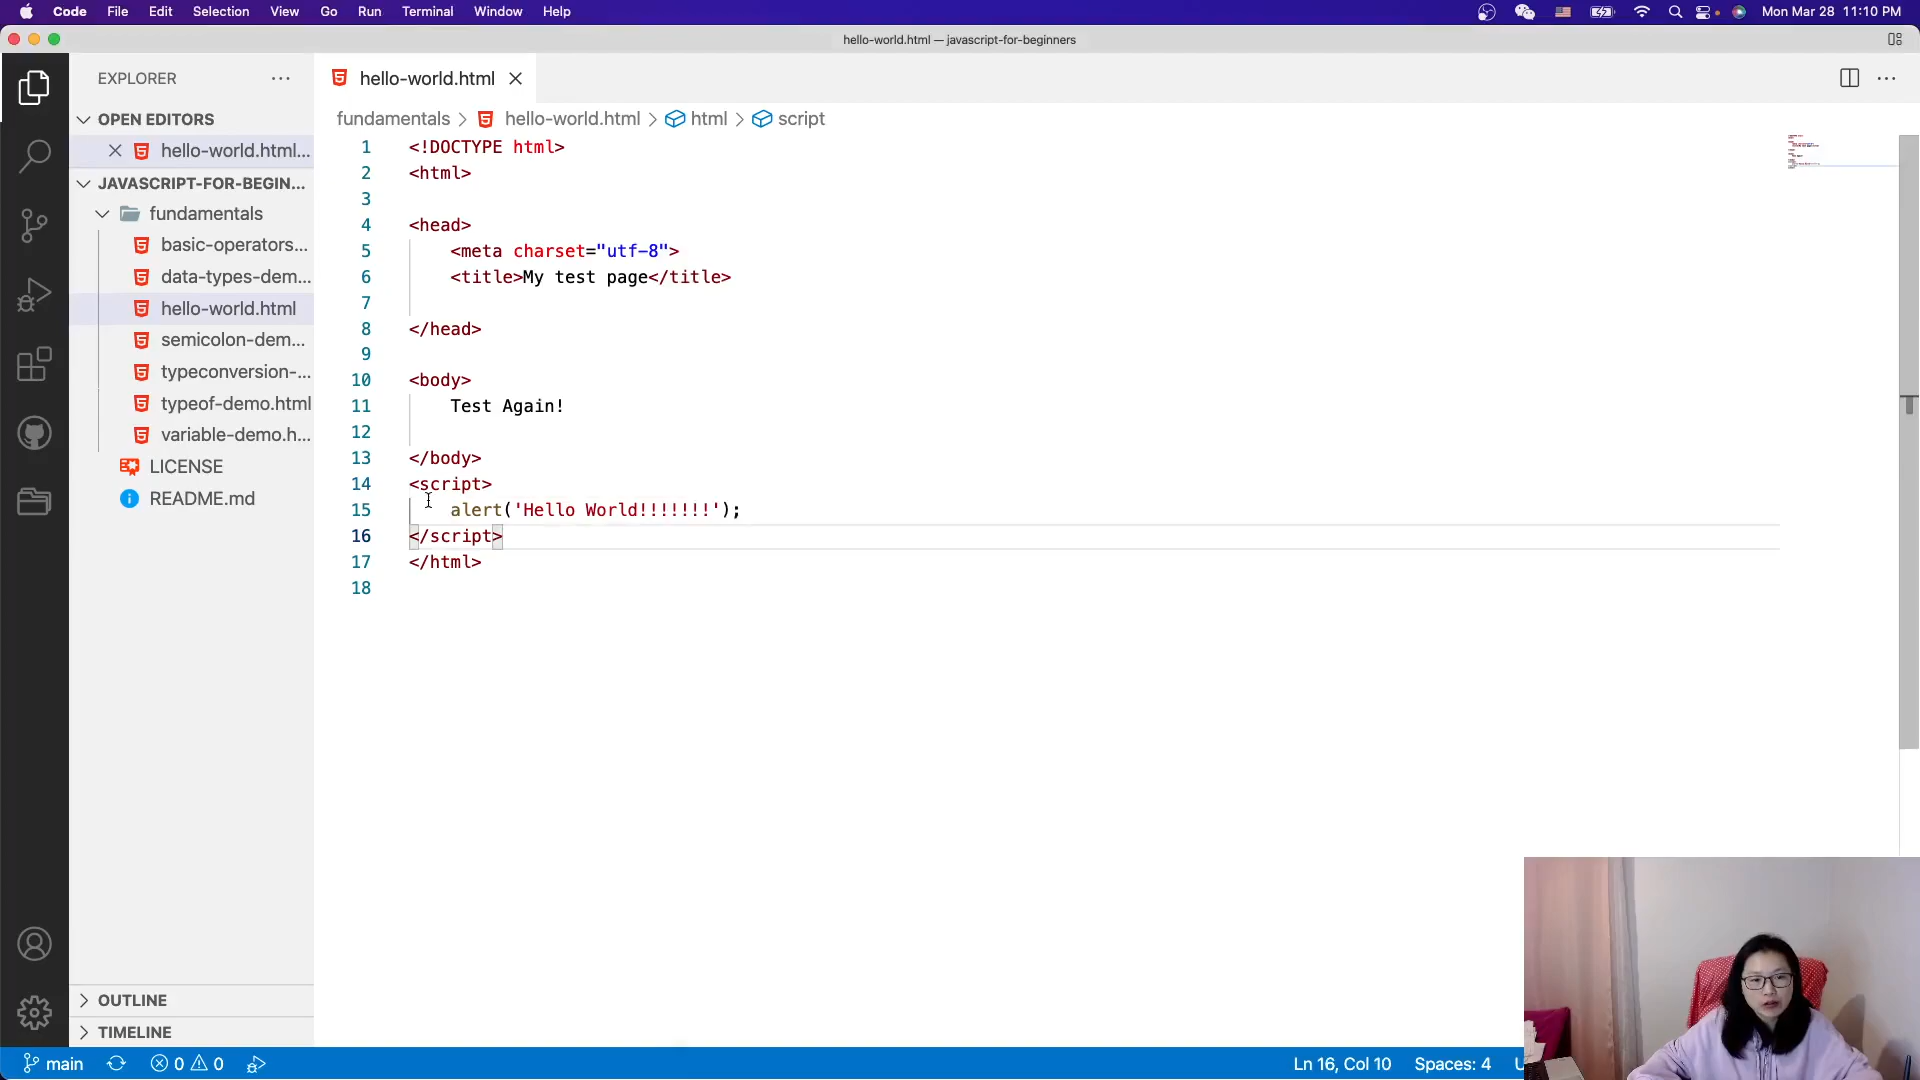 Code File Edit Selection View Go Run Terminal Window Help Mon Mar 28 11:10 PM
hello-world.html — javascript-for-beginners
EXPLORER
hello-world.html
OPEN EDITORS
hello-world.html...
JAVASCRIPT-FOR-BEGIN...
fundamentals
basic-operators...
data-types-dem...
hello-world.html
semicolon-dem...
typeconversion-...
typeof-demo.html
variable-demo.h...
LICENSE
README.md
OUTLINE
TIMELINE
fundamentals > hello-world.html > html > script
1 <!DOCTYPE html>
2 <html>
3
4 <head>
5 <meta charset="utf-8">
6 <title>My test page</title>
7
8 </head>
9
10 <body>
11 Test Again!
12
13 </body>
14 <script>
15 alert('Hello World!!!!!!!');
16 </script>
17 </html>
18
main 0 0 Ln 16, Col 10 Spaces: 4